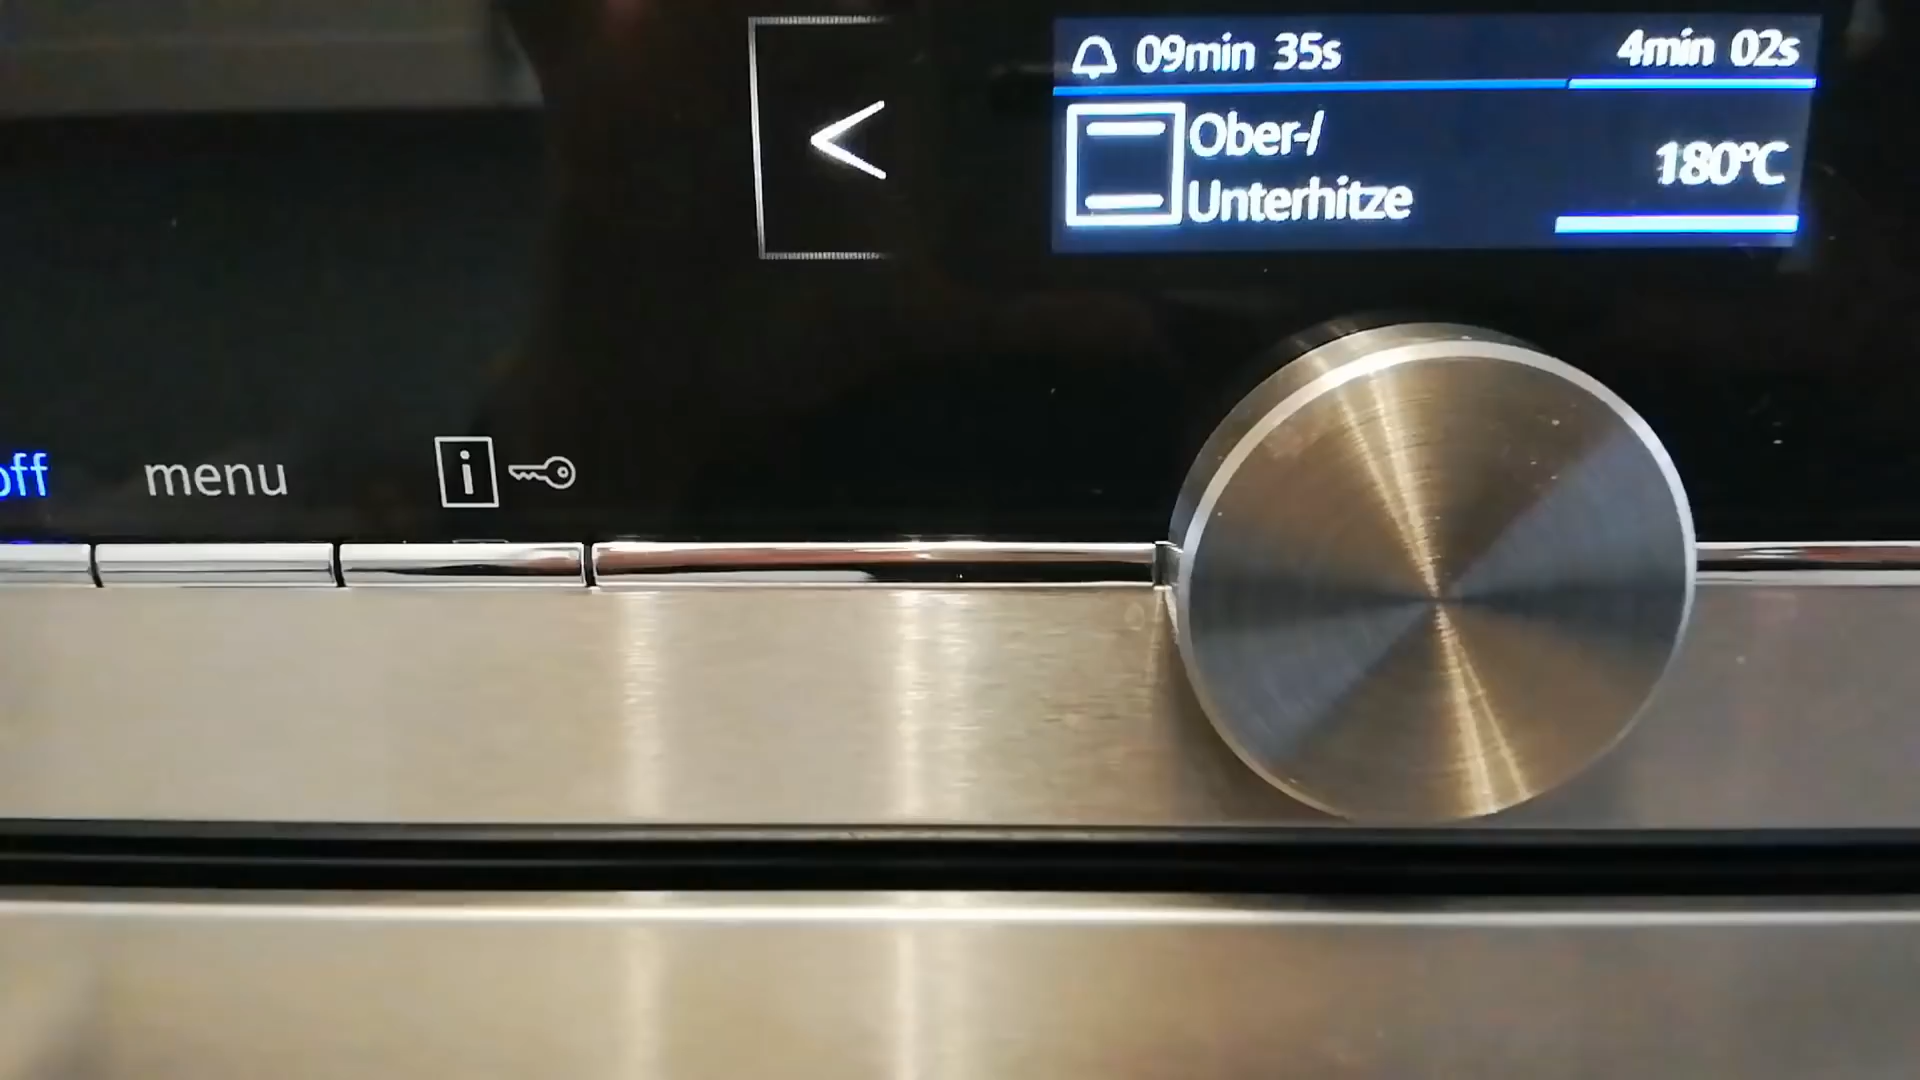 09min 35s 4min 02s
Ober-/
Unterhitze
180°C
off menu i